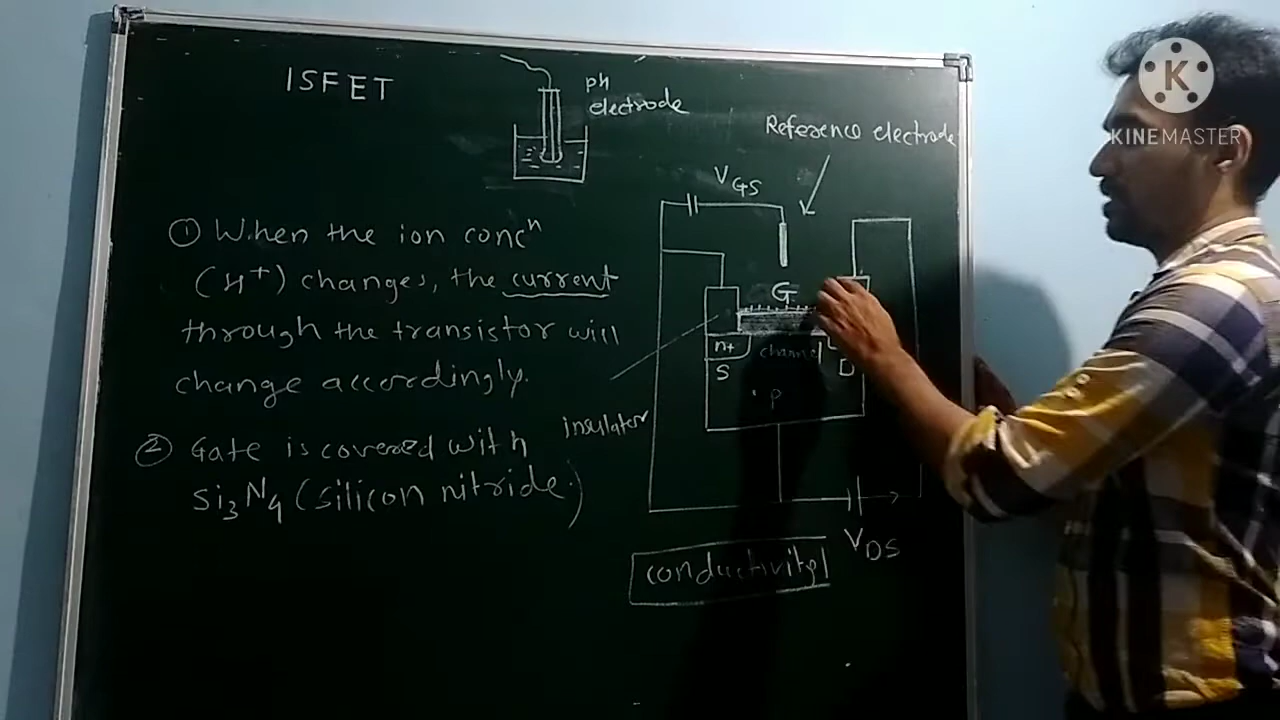 ISFET
ph
electrode
Reference electrode
VGS
① When the ion concⁿ
(H+) changes, the current
through the transistor will
change accordingly.
② Gate is covered with
Si3N4 (silicon nitride.)
G
n+
channel
S
D
p
insulator
VDS
conductivity
K
KINEMASTER